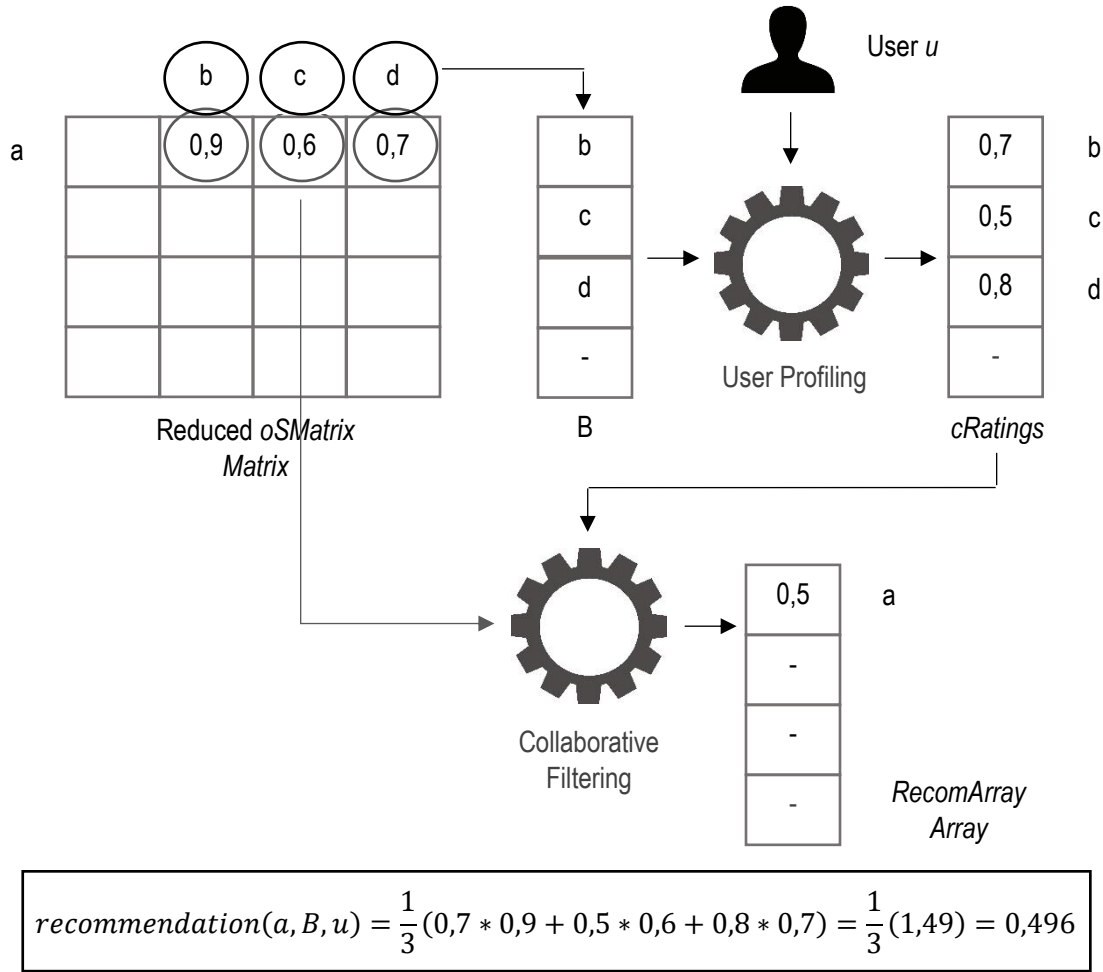 b c d
User u
a 0,9 0,6 0,7 b 0,7 b
c 0,5 c
d 0,8 d
- -
User Profiling
Reduced oSMatrix B cRatings
Matrix
0,5 a
-
-
Collaborative
Filtering
-
RecomArray
Array
recommendation(a, B, u) = 1/3 (0,7 * 0,9 + 0,5 * 0,6 + 0,8 * 0,7) = 1/3 (1,49) = 0,496